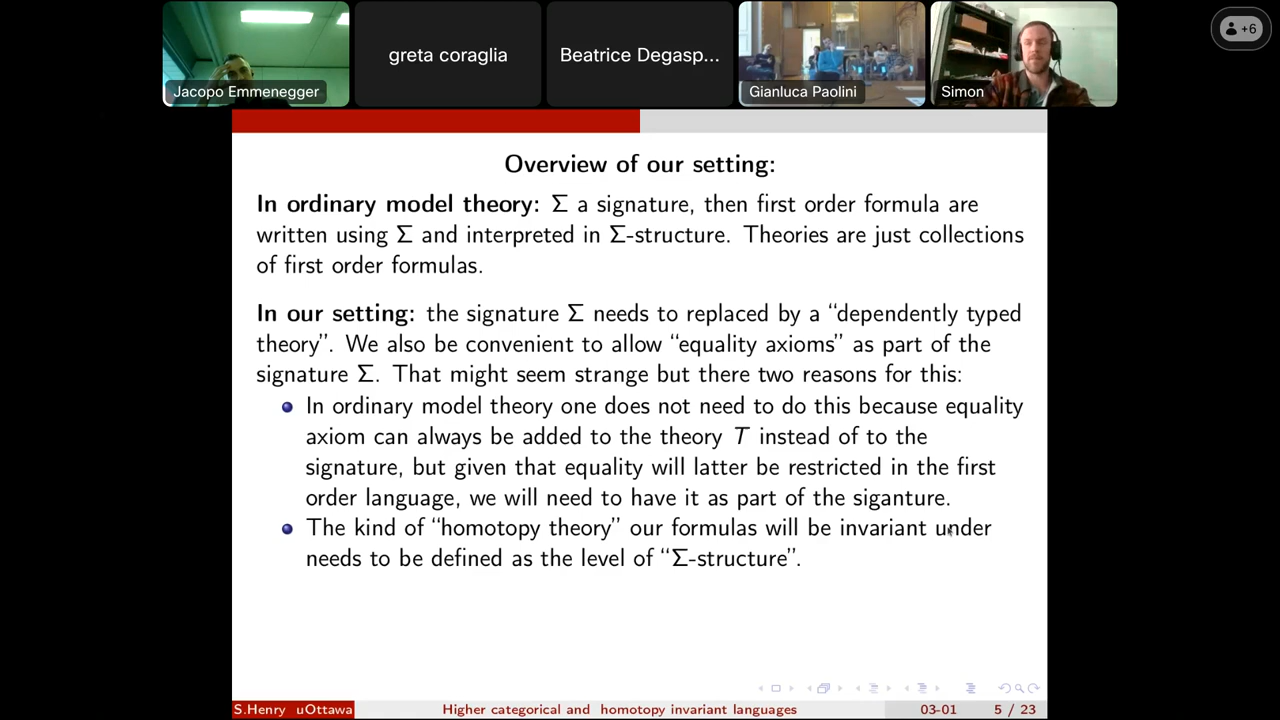 Jacopo Emmenegger
greta coraglia
Beatrice Degasp...
Gianluca Paolini
Simon
+6
Overview of our setting:
In ordinary model theory: Σ a signature, then first order formula are
written using Σ and interpreted in Σ-structure. Theories are just collections
of first order formulas.
In our setting: the signature Σ needs to replaced by a “dependently typed
theory”. We also be convenient to allow “equality axioms” as part of the
signature Σ. That might seem strange but there two reasons for this:
In ordinary model theory one does not need to do this because equality
axiom can always be added to the theory T instead of to the
signature, but given that equality will latter be restricted in the first
order language, we will need to have it as part of the siganture.
The kind of “homotopy theory” our formulas will be invariant under
needs to be defined as the level of “Σ-structure”.
S.Henry uOttawa
Higher categorical and homotopy invariant languages
03-01
5 / 23